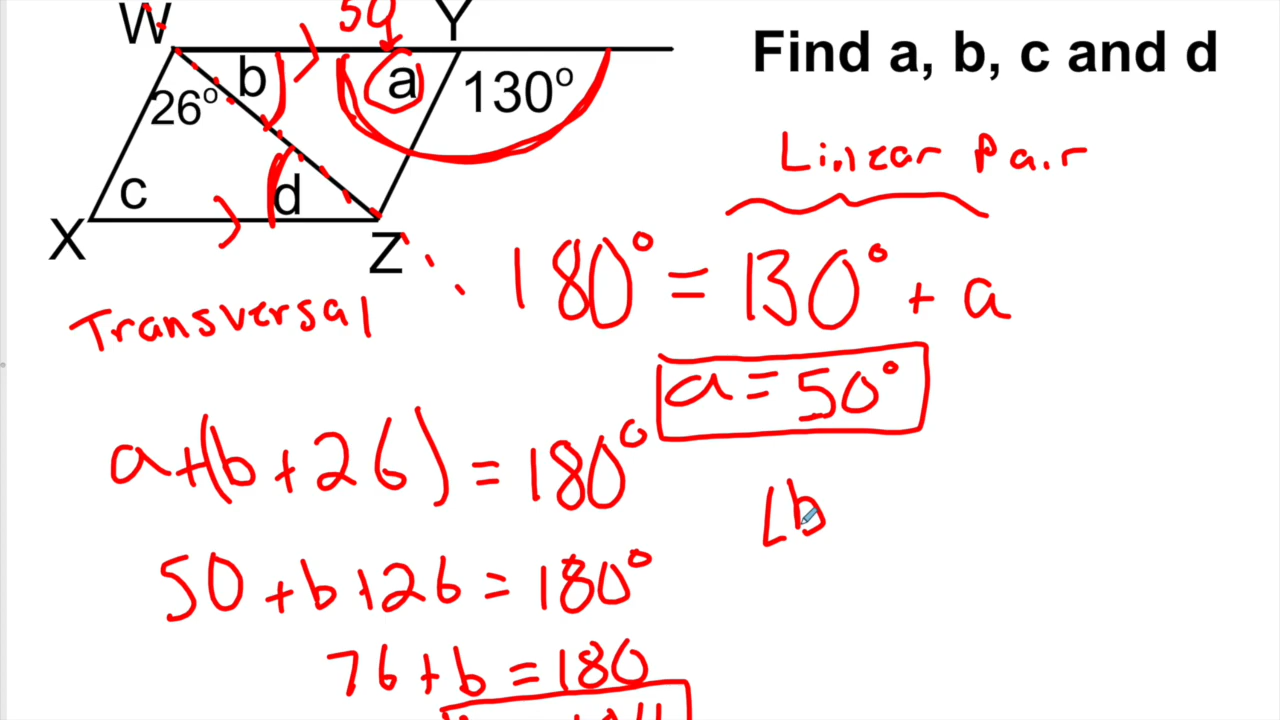 W
50
Y
Find a, b, c and d
b
a
130°
26°
Linear Pair
c
d
X
Z
180° = 130° + a
Transversal
a = 50°
a+(b+26) = 180°
∠b
50+b+26 = 180°
76+b = 180